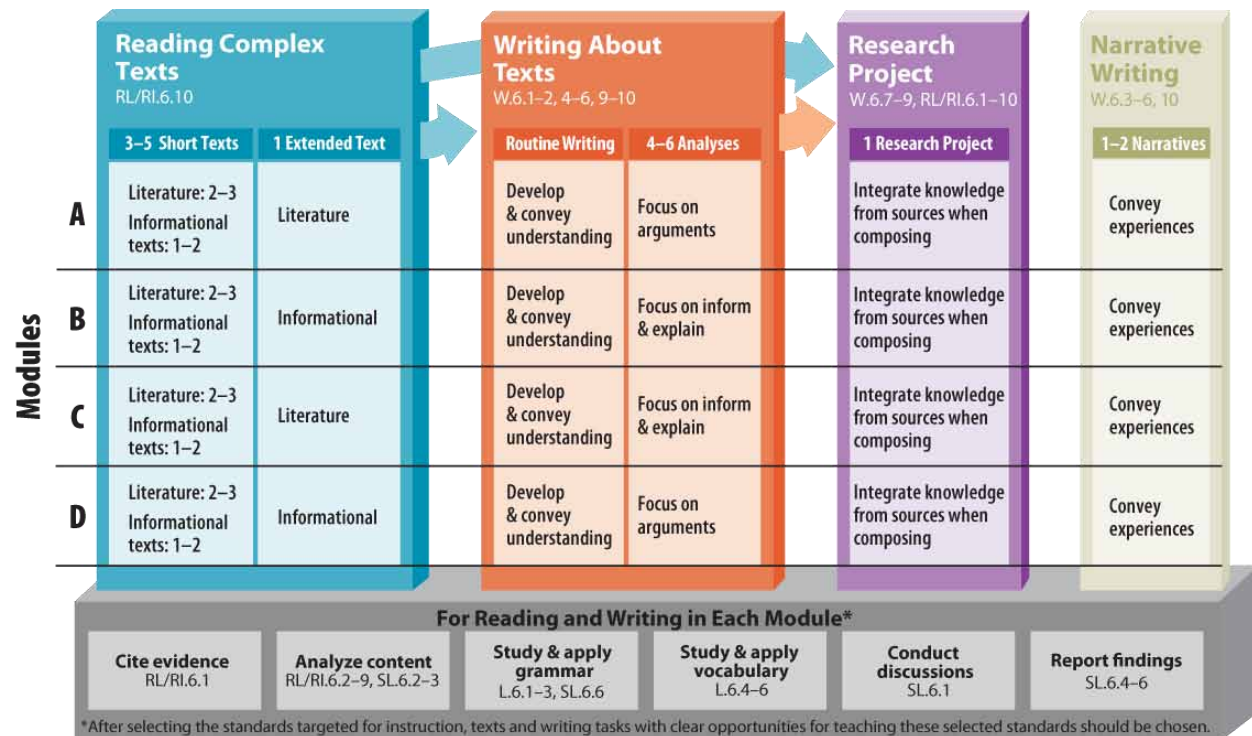 Reading Complex
Texts
RL/RI.6.10
3–5 Short Texts
1 Extended Text
Writing About
Texts
W.6.1–2, 4–6, 9–10
Routine Writing
4–6 Analyses
Research
Project
W.6.7–9, RL/RI.6.1–10
1 Research Project
Narrative
Writing
W.6.3–6, 10
1–2 Narratives
Modules
A
Literature: 2–3
Informational
texts: 1–2
Literature
Develop
& convey
understanding
Focus on
arguments
Integrate knowledge
from sources when
composing
Convey
experiences
B
Literature: 2–3
Informational
texts: 1–2
Informational
Develop
& convey
understanding
Focus on inform
& explain
Integrate knowledge
from sources when
composing
Convey
experiences
C
Literature: 2–3
Informational
texts: 1–2
Literature
Develop
& convey
understanding
Focus on inform
& explain
Integrate knowledge
from sources when
composing
Convey
experiences
D
Literature: 2–3
Informational
texts: 1–2
Informational
Develop
& convey
understanding
Focus on
arguments
Integrate knowledge
from sources when
composing
Convey
experiences
For Reading and Writing in Each Module*
Cite evidence
RL/RI.6.1
Analyze content
RL/RI.6.2–9, SL.6.2–3
Study & apply
grammar
L.6.1–3, SL.6.6
Study & apply
vocabulary
L.6.4–6
Conduct
discussions
SL.6.1
Report findings
SL.6.4–6
*After selecting the standards targeted for instruction, texts and writing tasks with clear opportunities for teaching these selected standards should be chosen.